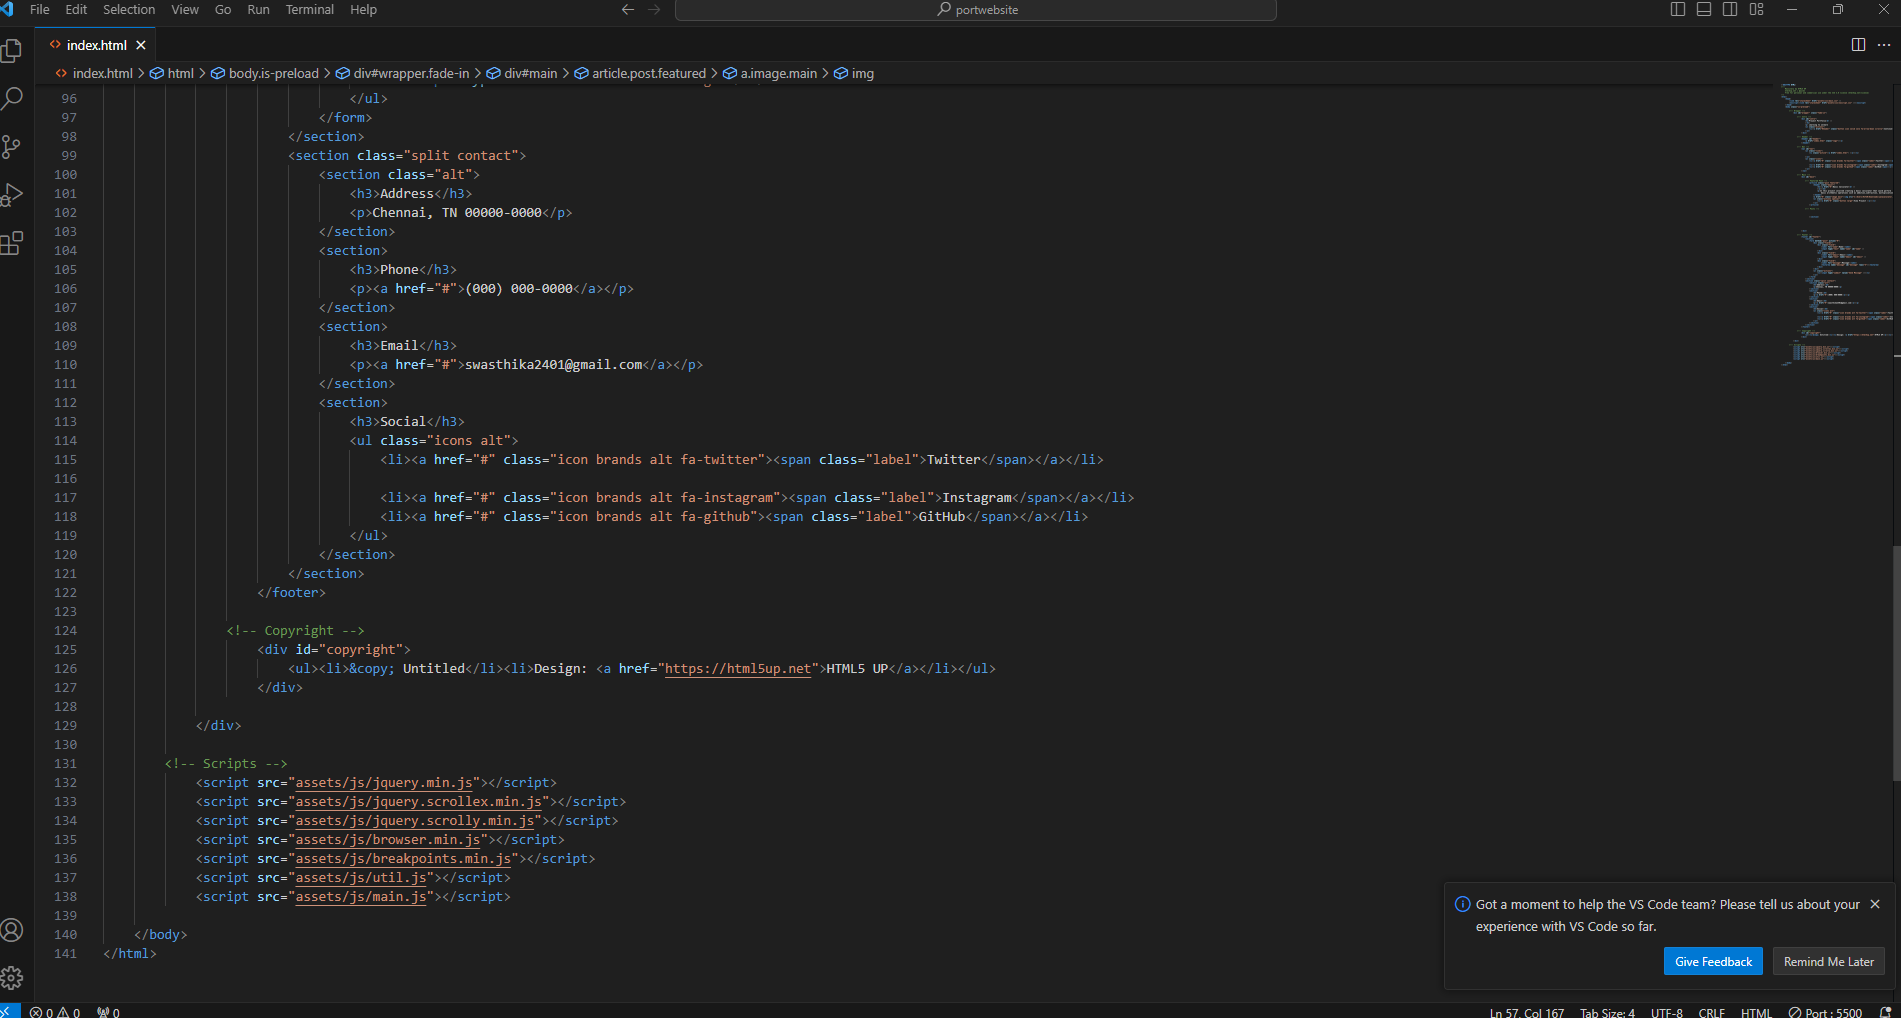 File Edit Selection View Go Run Terminal Help
portwebsite
index.html
index.html > html > body.is-preload > div#wrapper.fade-in > div#main > article.post.featured > a.image.main > img
96 </ul>
97 </form>
98 </section>
99 <section class="split contact">
100 <section class="alt">
101 <h3>Address</h3>
102 <p>Chennai, TN 00000-0000</p>
103 </section>
104 <section>
105 <h3>Phone</h3>
106 <p><a href="#">(000) 000-0000</a></p>
107 </section>
108 <section>
109 <h3>Email</h3>
110 <p><a href="#">swasthika2401@gmail.com</a></p>
111 </section>
112 <section>
113 <h3>Social</h3>
114 <ul class="icons alt">
115 <li><a href="#" class="icon brands alt fa-twitter"><span class="label">Twitter</span></a></li>
116
117 <li><a href="#" class="icon brands alt fa-instagram"><span class="label">Instagram</span></a></li>
118 <li><a href="#" class="icon brands alt fa-github"><span class="label">GitHub</span></a></li>
119 </ul>
120 </section>
121 </section>
122 </footer>
123
124 <!-- Copyright -->
125 <div id="copyright">
126 <ul><li>&copy; Untitled</li><li>Design: <a href="https://html5up.net">HTML5 UP</a></li></ul>
127 </div>
128
129 </div>
130
131 <!-- Scripts -->
132 <script src="assets/js/jquery.min.js"></script>
133 <script src="assets/js/jquery.scrollex.min.js"></script>
134 <script src="assets/js/jquery.scrolly.min.js"></script>
135 <script src="assets/js/browser.min.js"></script>
136 <script src="assets/js/breakpoints.min.js"></script>
137 <script src="assets/js/util.js"></script>
138 <script src="assets/js/main.js"></script>
139
140 </body>
141 </html>
Got a moment to help the VS Code team? Please tell us about your
experience with VS Code so far.
Give Feedback Remind Me Later
0 0 0 Ln 57, Col 167 Tab Size: 4 UTF-8 CRLF HTML Port : 5500